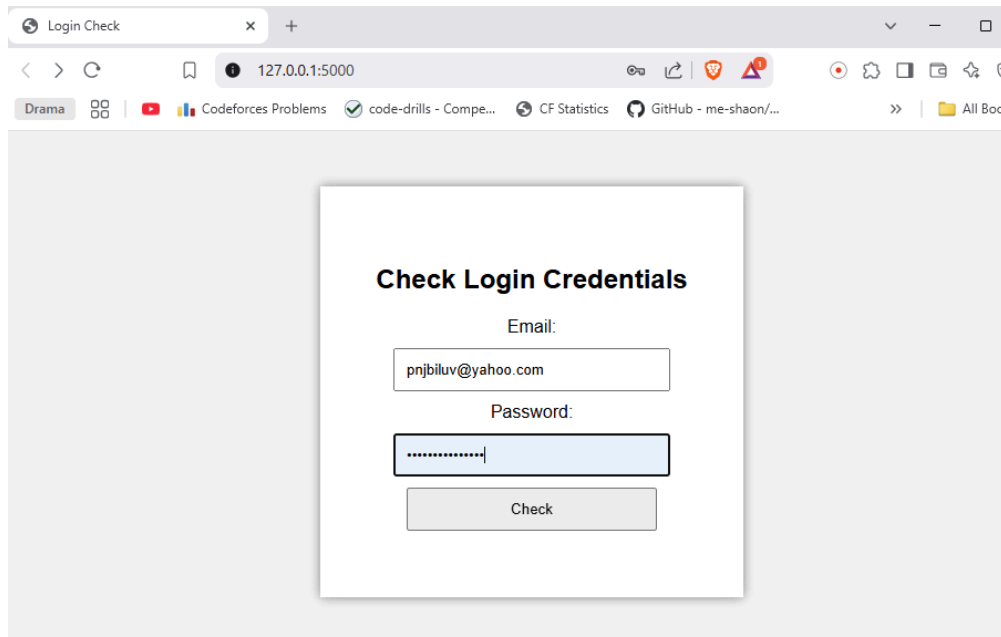 Login Check
127.0.0.1:5000
1
Drama Codeforces Problems code-drills - Compe... CF Statistics GitHub - me-shaon/... » All Boo
Check Login Credentials
Email:
pnjbiluv@yahoo.com
Password:
•••••••••••••••
Check